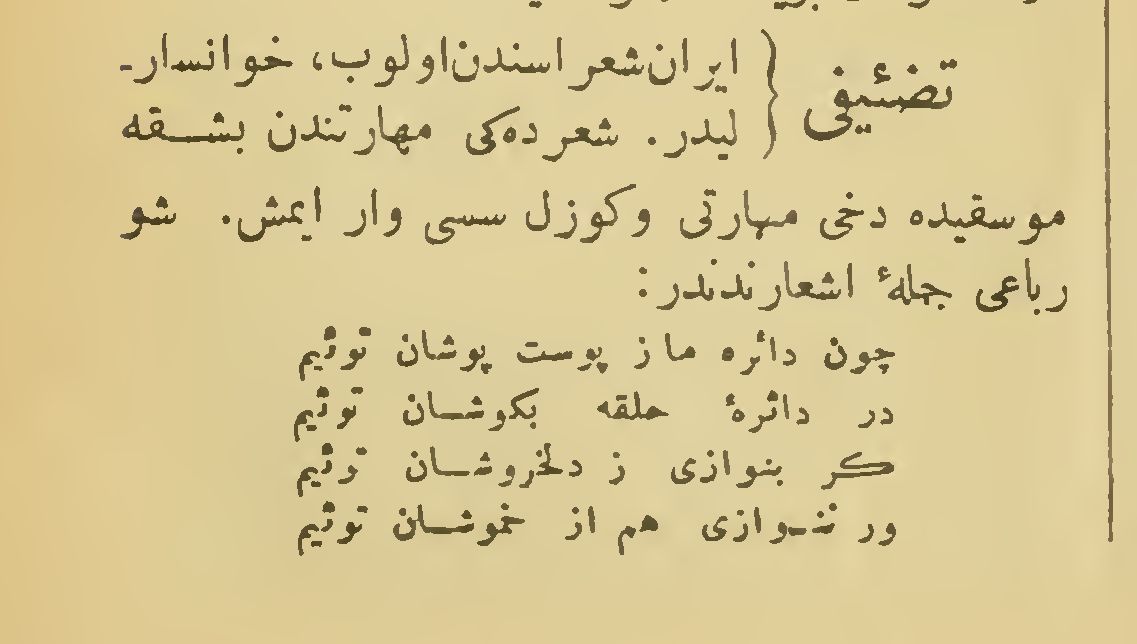 تضئیفی { ایران شعراسندن اولوب، خوانسار-
لیدر. شعرده‌کی مهارتندن بشقه
موسقیده دخی مهارتی وکوزل سسی وار ایمش. شو
رباعی جملهٔ اشعارندندر:
چون دائره ماز پوست پوشان توئیم
در دائرهٔ حلقه بکوشان توئیم
کر بنوازی ز دلخروشان توئیم
ور ننوازی هم از خموشان توئیم